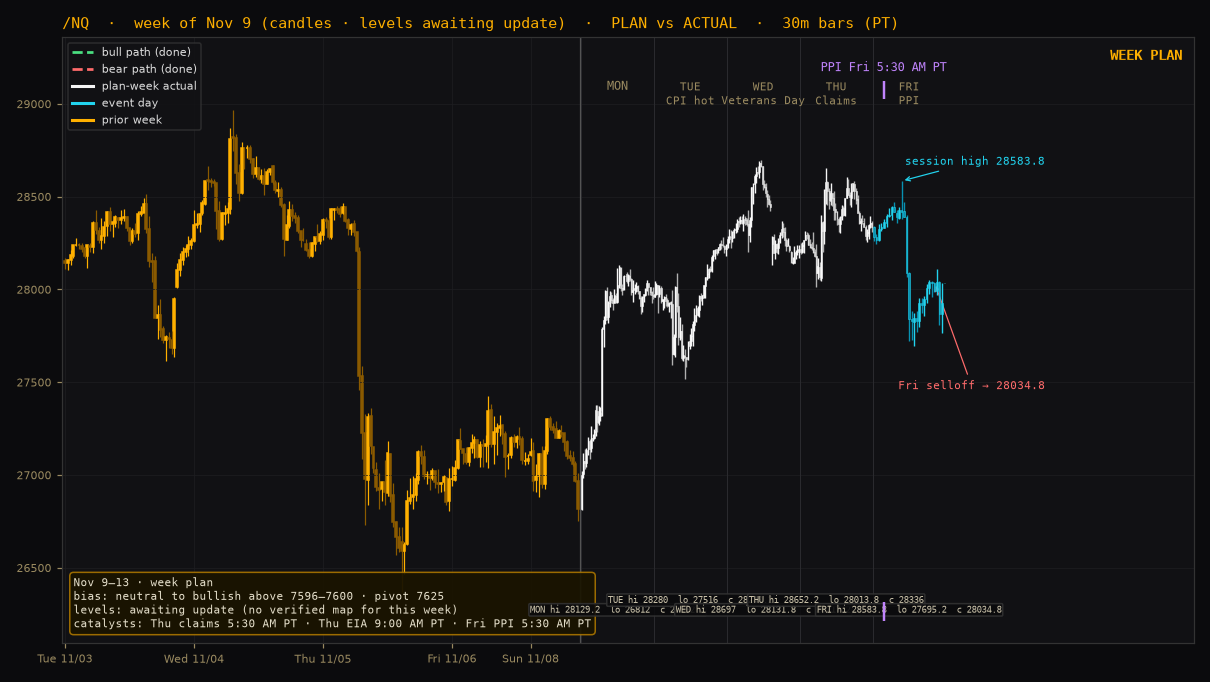 /NQ · week of Nov 9 (candles · levels awaiting update) · PLAN vs ACTUAL · 30m bars (PT)
bull path (done)
bear path (done)
plan-week actual
event day
prior week
WEEK PLAN
PPI Fri 5:30 AM PT
MON
TUE
WED
THU
FRI
CPI hot
Veterans Day
Claims
PPI
29000
28500
28000
27500
27000
26500
session high 28583.8
Fri selloff → 28034.8
Nov 9–13 · week plan
bias: neutral to bullish above 7596–7600 · pivot 7625
levels: awaiting update (no verified map for this week)
catalysts: Thu claims 5:30 AM PT · Thu EIA 9:00 AM PT · Fri PPI 5:30 AM PT
TUE hi 28280 lo 27516 c 28
THU hi 28652.2 lo 28013.8 c 28336
MON hi 28129.2 lo 26812 c 2
WED hi 28697 lo 28131.8 c
FRI hi 28583.8 lo 27695.2 c 28034.8
Tue 11/03
Wed 11/04
Thu 11/05
Fri 11/06
Sun 11/08